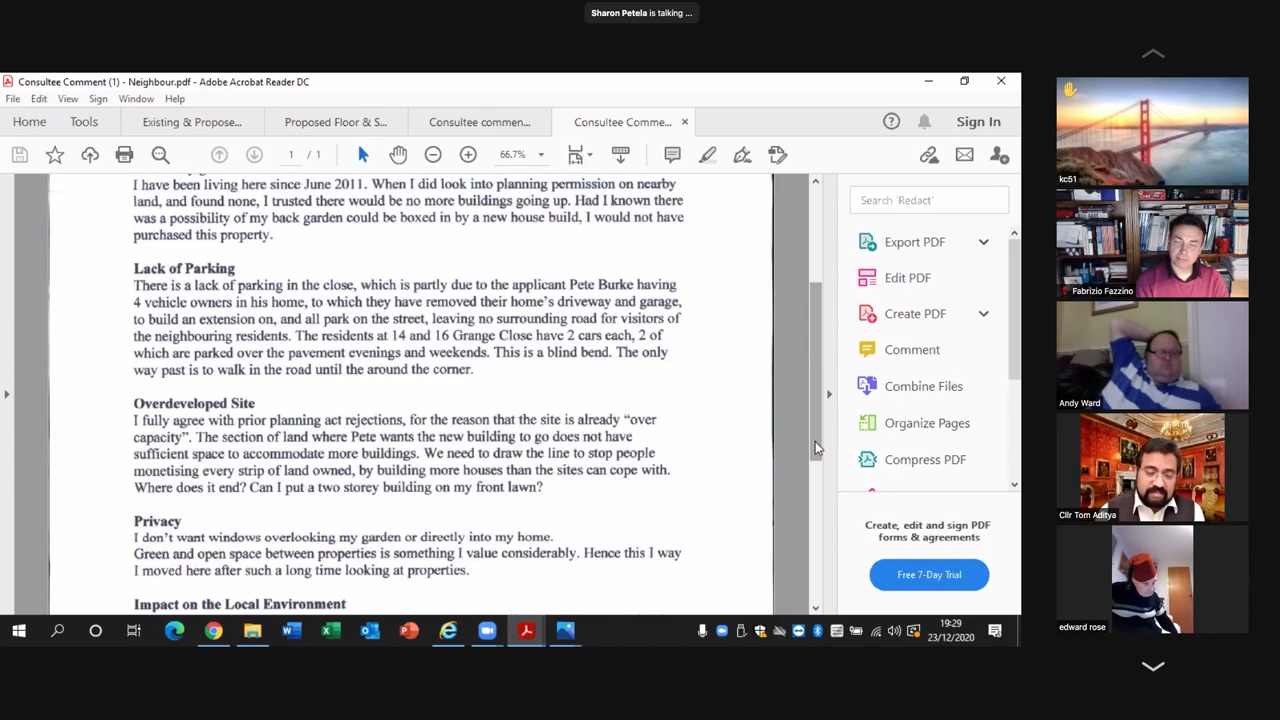 Sharon Petela is talking ...
Consultee Comment (1) - Neighbour.pdf - Adobe Acrobat Reader DC
File Edit View Sign Window Help
Home Tools Existing & Propose... Proposed Floor & S... Consultee commen... Consultee Comme... × Sign In
1 / 1 66.7%
I have been living here since June 2011. When I did look into planning permission on nearby
land, and found none, I trusted there would be no more buildings going up. Had I known there
was a possibility of my back garden could be boxed in by a new house build, I would not have
purchased this property.
Lack of Parking
There is a lack of parking in the close, which is partly due to the applicant Pete Burke having
4 vehicle owners in his home, to which they have removed their home's driveway and garage,
to build an extension on, and all park on the street, leaving no surrounding road for visitors of
the neighbouring residents. The residents at 14 and 16 Grange Close have 2 cars each, 2 of
which are parked over the pavement evenings and weekends. This is a blind bend. The only
way past is to walk in the road until the around the corner.
Overdeveloped Site
I fully agree with prior planning act rejections, for the reason that the site is already “over
capacity”. The section of land where Pete wants the new building to go does not have
sufficient space to accommodate more buildings. We need to draw the line to stop people
monetising every strip of land owned, by building more houses than the sites can cope with.
Where does it end? Can I put a two storey building on my front lawn?
Privacy
I don't want windows overlooking my garden or directly into my home.
Green and open space between properties is something I value considerably. Hence this I way
I moved here after such a long time looking at properties.
Impact on the Local Environment
Search 'Redact'
Export PDF
Edit PDF
Create PDF
Comment
Combine Files
Organize Pages
Compress PDF
Create, edit and sign PDF
forms & agreements
Free 7-Day Trial
19:29
23/12/2020
kc51
Fabrizio Fazzino
Andy Ward
Cllr Tom Aditya
edward rose